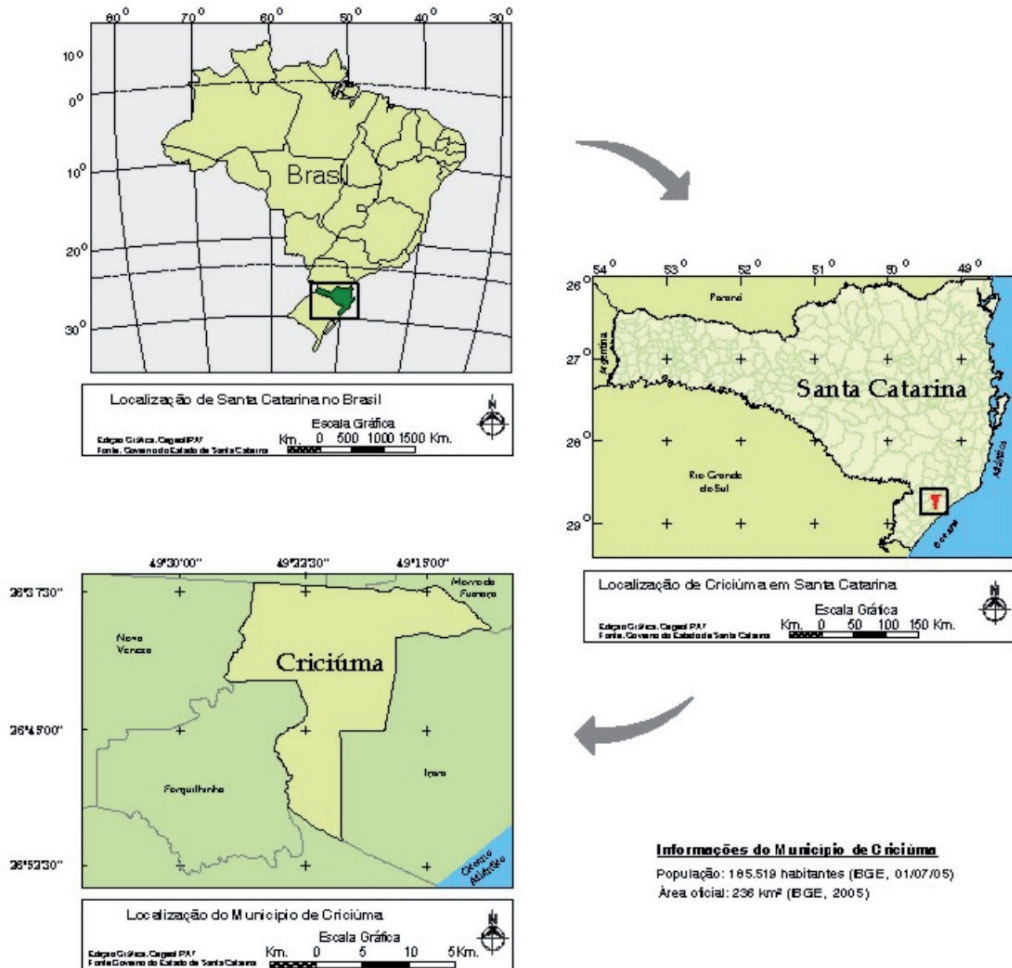 60° 70° 60° 50° 40° 30°
10°
0°
10°
20°
30°
Brasil
Localização de Santa Catarina no Brasil
Escala Gráfica
Km. 0 500 1000 1500 Km.
54 53° 52° 51° 50° 49°
26°
27°
26°
29°
Paraná
Argentina
Santa Catarina
Rio Grande
do Sul
Oceano
Atlântico
Localização de Criciúma em Santa Catarina
Escala Gráfica
Km. 0 50 100 150 Km.
49°30'00" 49°15'00"
Morro da
Fumaça
Nova
Veneza
Criciúma
Forquilhinha
Içara
Oceano
Atlântico
Localização do Município de Criciúma
Escala Gráfica
Km. 0 5 10 5Km.
Informações do Município de Criciúma
População: 185.519 habitantes (IBGE, 01/07/05)
Área oficial: 236 km² (IBGE, 2005)